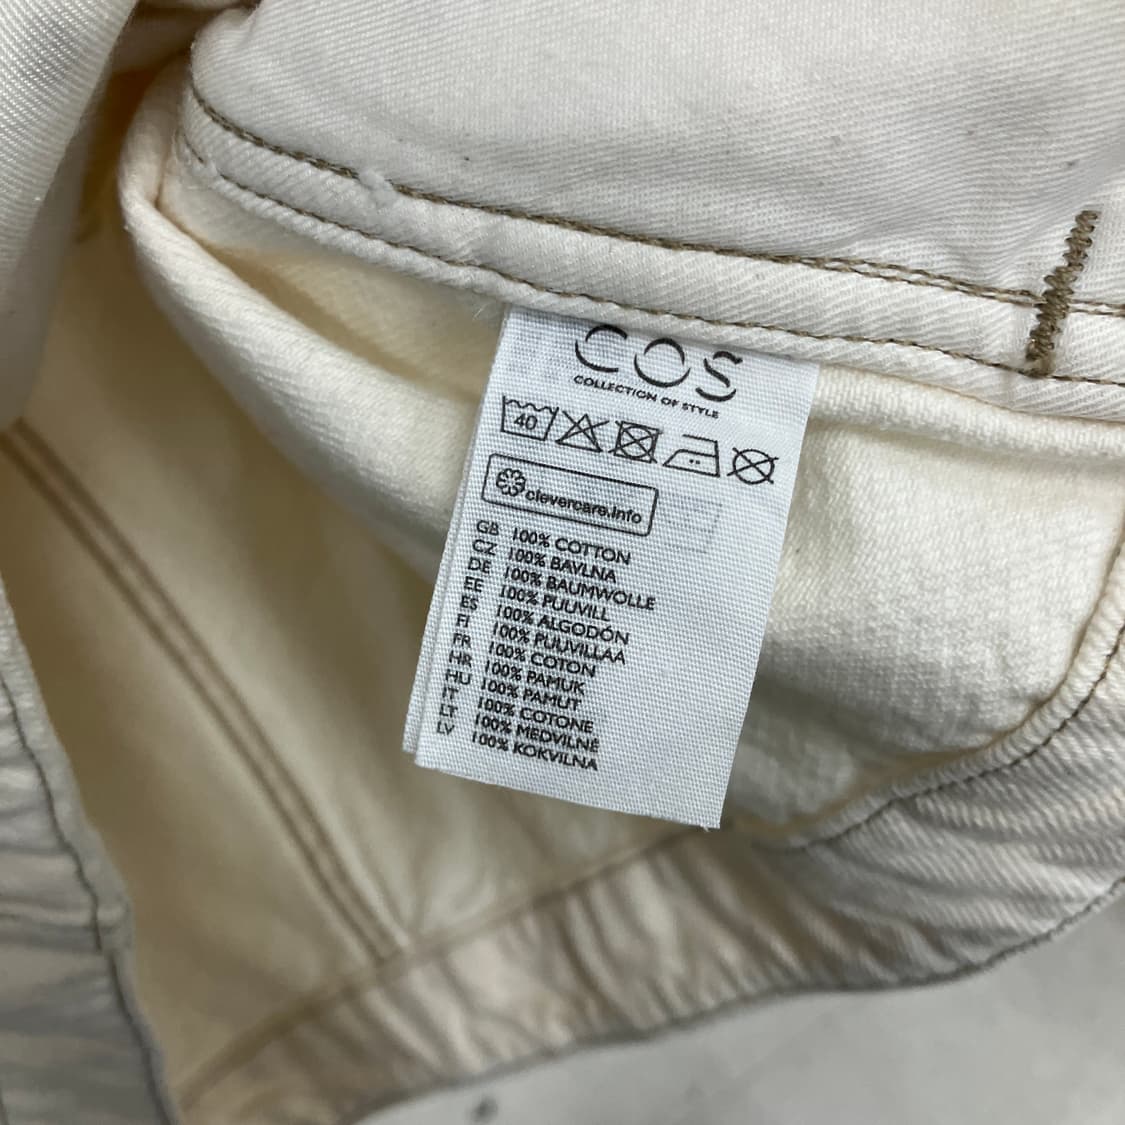 COS
COLLECTION OF STYLE
40
clevercare.info
GB 100% COTTON
CZ 100% BAVLNA
DE 100% BAUMWOLLE
EE 100% PUUVILL
ES 100% ALGODÓN
FI 100% PUUVILLAA
FR 100% COTON
HR 100% PAMUK
HU 100% PAMUT
IT 100% COTONE
LT 100% MEDVILNĖ
LV 100% KOKVILNA